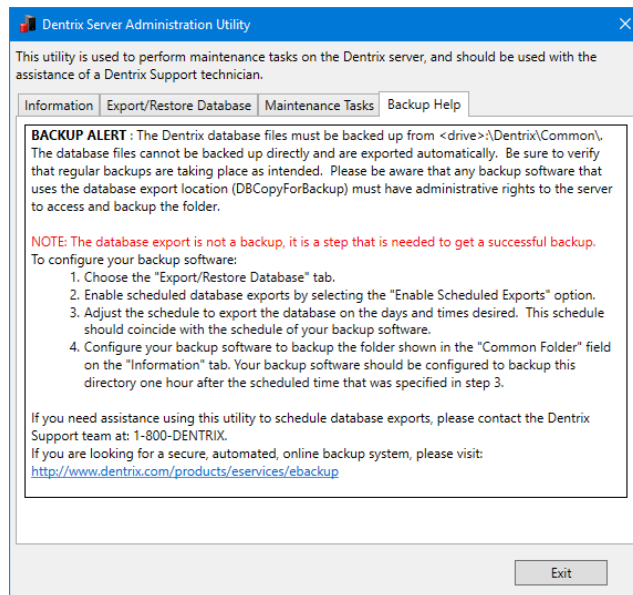 Dentrix Server Administration Utility
This utility is used to perform maintenance tasks on the Dentrix server, and should be used with the
assistance of a Dentrix Support technician.
Information Export/Restore Database Maintenance Tasks Backup Help
BACKUP ALERT : The Dentrix database files must be backed up from <drive>:\Dentrix\Common\.
The database files cannot be backed up directly and are exported automatically. Be sure to verify
that regular backups are taking place as intended. Please be aware that any backup software that
uses the database export location (DBCopyForBackup) must have administrative rights to the server
to access and backup the folder.
NOTE: The database export is not a backup, it is a step that is needed to get a successful backup.
To configure your backup software:
1. Choose the "Export/Restore Database" tab.
2. Enable scheduled database exports by selecting the "Enable Scheduled Exports" option.
3. Adjust the schedule to export the database on the days and times desired. This schedule
should coincide with the schedule of your backup software.
4. Configure your backup software to backup the folder shown in the "Common Folder" field
on the "Information" tab. Your backup software should be configured to backup this
directory one hour after the scheduled time that was specified in step 3.
If you need assistance using this utility to schedule database exports, please contact the Dentrix
Support team at: 1-800-DENTRIX.
If you are looking for a secure, automated, online backup system, please visit:
http://www.dentrix.com/products/eservices/ebackup
Exit